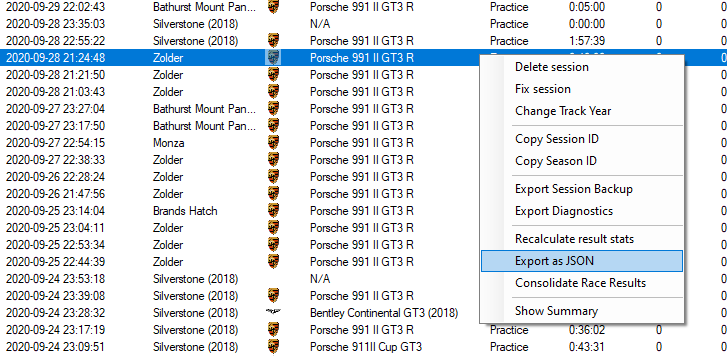 2020-09-29 22:02:43 Bathurst Mount Pan... Porsche 991 II GT3 R Practice 0:05:00 0 0
2020-09-28 23:35:03 Silverstone (2018) N/A Practice 0:00:00 0 0
2020-09-28 22:55:22 Silverstone (2018) Porsche 991 II GT3 R Practice 1:57:39 0 0
2020-09-28 21:24:48 Zolder Porsche 991 II GT3 R
2020-09-28 21:21:50 Zolder Porsche 991 II GT3 R Delete session
2020-09-28 21:03:43 Zolder Porsche 991 II GT3 R Fix session
2020-09-27 23:27:04 Bathurst Mount Pan... Porsche 991 II GT3 R Change Track Year
2020-09-27 23:17:50 Bathurst Mount Pan... Porsche 991 II GT3 R
2020-09-27 22:54:15 Monza Porsche 991 II GT3 R Copy Session ID
2020-09-27 22:38:33 Zolder Porsche 991 II GT3 R Copy Season ID
2020-09-26 22:28:24 Zolder Porsche 991 II GT3 R
2020-09-26 21:47:56 Zolder Porsche 991 II GT3 R Export Session Backup
2020-09-25 23:14:04 Brands Hatch Porsche 991 II GT3 R Export Diagnostics
2020-09-25 23:04:11 Zolder Porsche 991 II GT3 R
2020-09-25 22:53:34 Zolder Porsche 991 II GT3 R Recalculate result stats
2020-09-25 22:44:39 Zolder Porsche 991 II GT3 R Export as JSON
2020-09-24 23:53:18 Silverstone (2018) N/A Consolidate Race Results
2020-09-24 23:39:08 Silverstone (2018) Porsche 991 II GT3 R
2020-09-24 23:28:32 Silverstone (2018) Bentley Continental GT3 (2018) Show Summary
2020-09-24 23:17:19 Silverstone (2018) Porsche 991 II GT3 R Practice 0:36:02 0 0
2020-09-24 23:09:51 Silverstone (2018) Porsche 911II Cup GT3 Practice 0:43:31 0 0